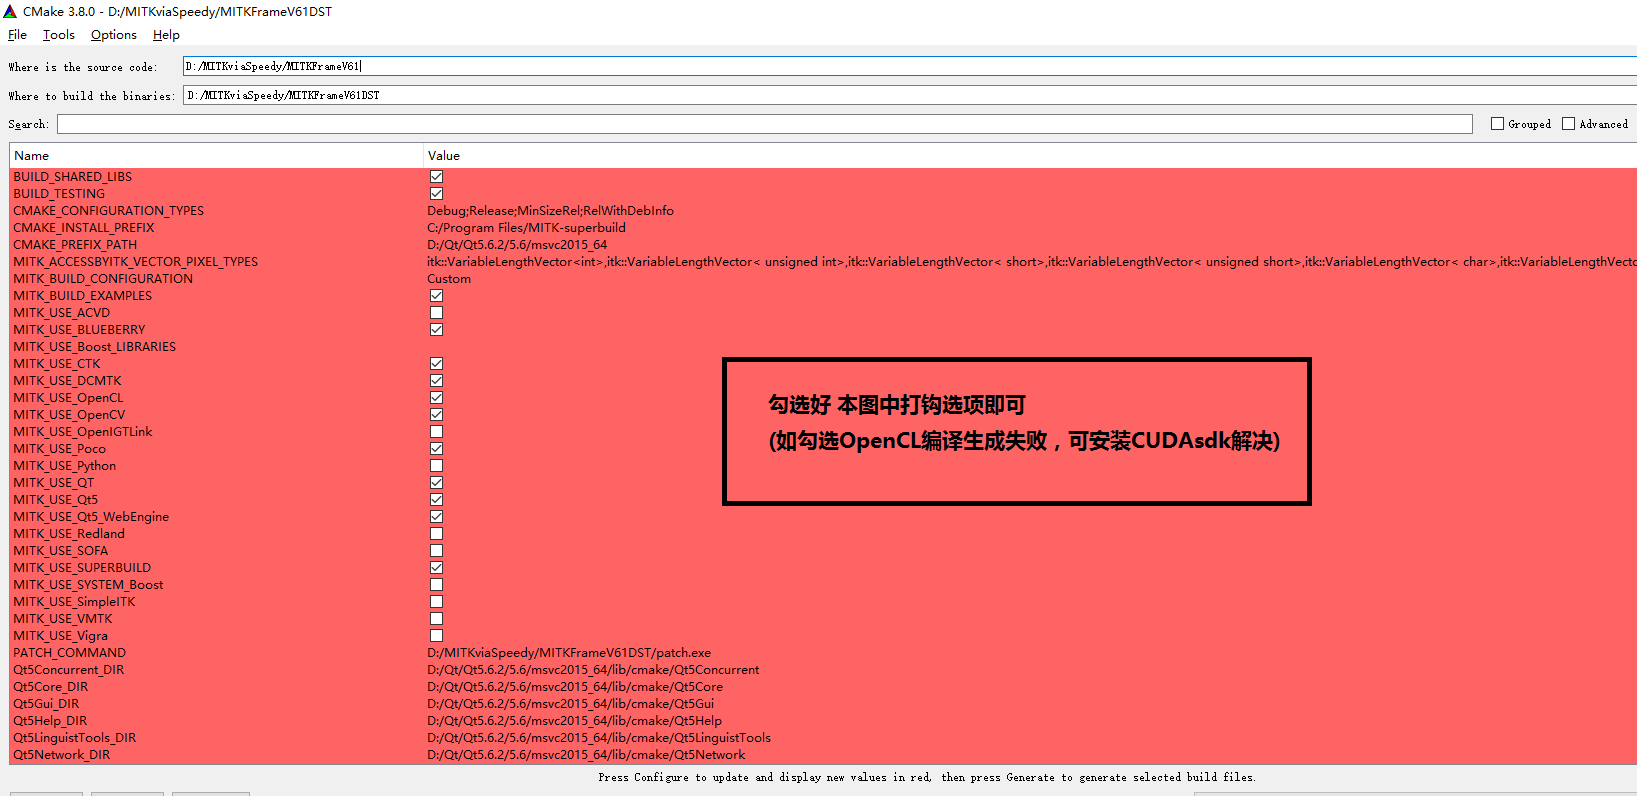 CMake 3.8.0 - D:/MITKviaSpeedy/MITKFrameV61DST
File Tools Options Help
Where is the source code: D:/MITKviaSpeedy/MITKFrameV61
Where to build the binaries: D:/MITKviaSpeedy/MITKFrameV61DST
Search: Grouped Advanced
Name Value
BUILD_SHARED_LIBS
BUILD_TESTING
CMAKE_CONFIGURATION_TYPES Debug;Release;MinSizeRel;RelWithDebInfo
CMAKE_INSTALL_PREFIX C:/Program Files/MITK-superbuild
CMAKE_PREFIX_PATH D:/Qt/Qt5.6.2/5.6/msvc2015_64
MITK_ACCESSBYITK_VECTOR_PIXEL_TYPES itk::VariableLengthVector<int>,itk::VariableLengthVector< unsigned int>,itk::VariableLengthVector< short>,itk::VariableLengthVector< unsigned short>,itk::VariableLengthVector< char>,itk::VariableLengthVecto
MITK_BUILD_CONFIGURATION Custom
MITK_BUILD_EXAMPLES
MITK_USE_ACVD
MITK_USE_BLUEBERRY
MITK_USE_Boost_LIBRARIES
MITK_USE_CTK
MITK_USE_DCMTK
MITK_USE_OpenCL
MITK_USE_OpenCV
MITK_USE_OpenIGTLink
MITK_USE_Poco
MITK_USE_Python
MITK_USE_QT
MITK_USE_Qt5
MITK_USE_Qt5_WebEngine
MITK_USE_Redland
MITK_USE_SOFA
MITK_USE_SUPERBUILD
MITK_USE_SYSTEM_Boost
MITK_USE_SimpleITK
MITK_USE_VMTK
MITK_USE_Vigra
PATCH_COMMAND D:/MITKviaSpeedy/MITKFrameV61DST/patch.exe
Qt5Concurrent_DIR D:/Qt/Qt5.6.2/5.6/msvc2015_64/lib/cmake/Qt5Concurrent
Qt5Core_DIR D:/Qt/Qt5.6.2/5.6/msvc2015_64/lib/cmake/Qt5Core
Qt5Gui_DIR D:/Qt/Qt5.6.2/5.6/msvc2015_64/lib/cmake/Qt5Gui
Qt5Help_DIR D:/Qt/Qt5.6.2/5.6/msvc2015_64/lib/cmake/Qt5Help
Qt5LinguistTools_DIR D:/Qt/Qt5.6.2/5.6/msvc2015_64/lib/cmake/Qt5LinguistTools
Qt5Network_DIR D:/Qt/Qt5.6.2/5.6/msvc2015_64/lib/cmake/Qt5Network
勾选好 本图中打钩选项即可
(如勾选OpenCL编译生成失败，可安装CUDAsdk解决)
Press Configure to update and display new values in red, then press Generate to generate selected build files.